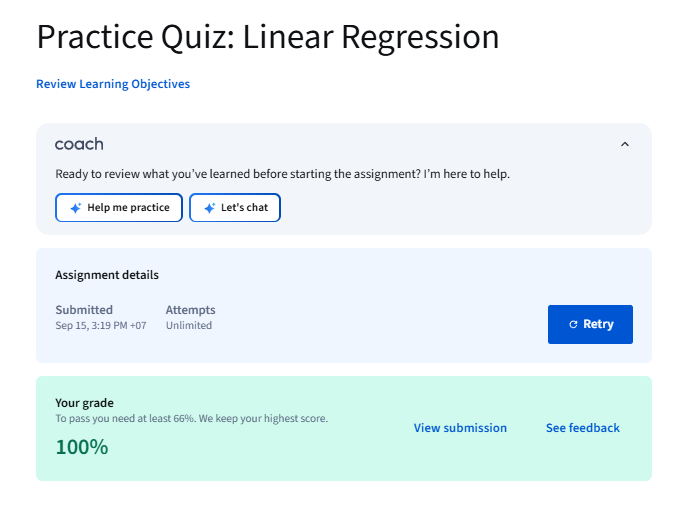 Practice Quiz: Linear Regression
Review Learning Objectives
coach
Ready to review what you’ve learned before starting the assignment? I’m here to help.
Help me practice
Let's chat
Assignment details
Submitted
Sep 15, 3:19 PM +07
Attempts
Unlimited
Retry
Your grade
To pass you need at least 66%. We keep your highest score.
100%
View submission
See feedback